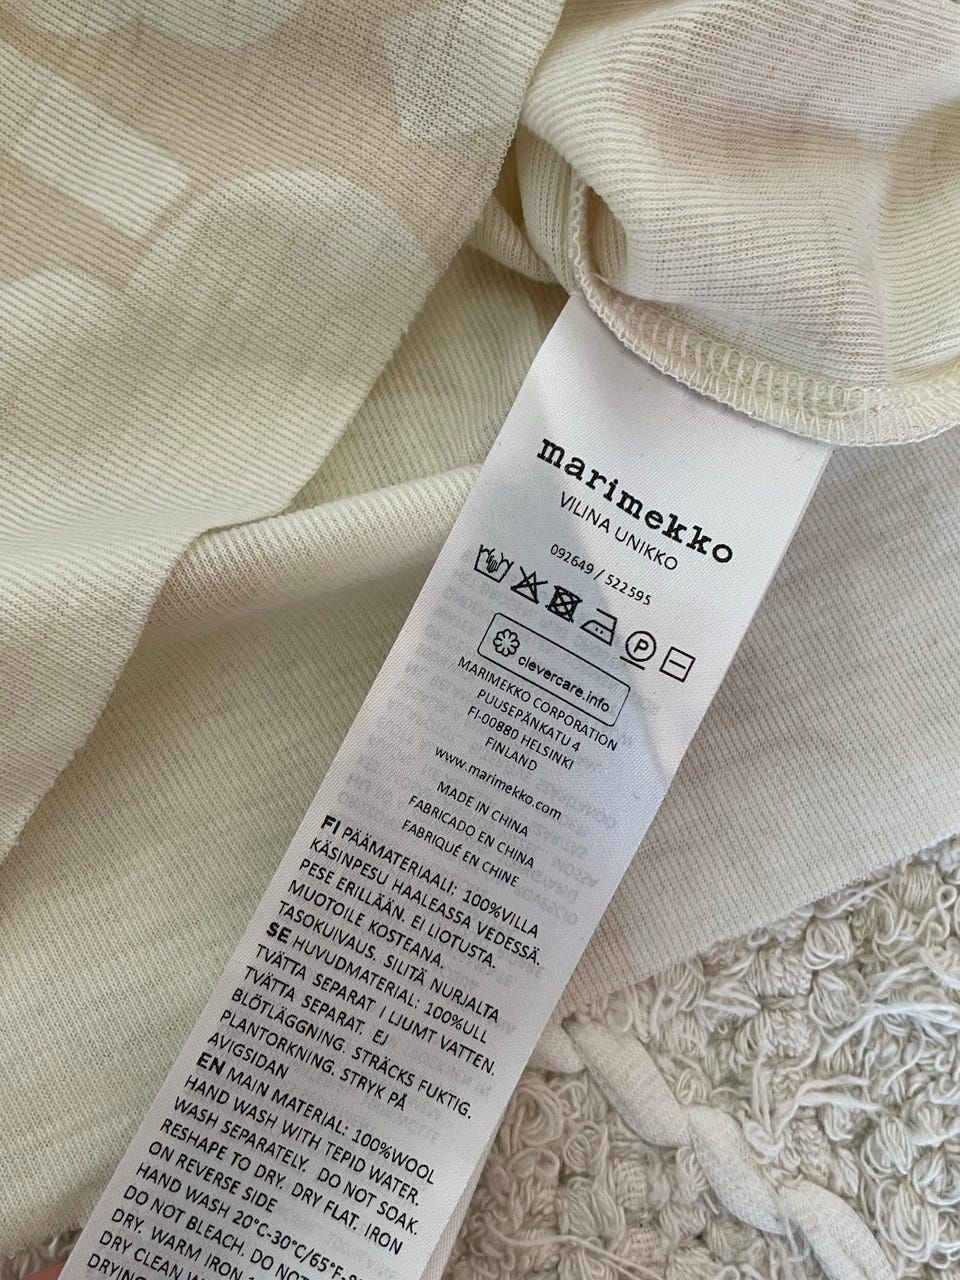 marimekko
VILINA UNIKKO
092649 / 522595
P
clevercare.info
MARIMEKKO CORPORATION
PUUSEPÄNKATU 4
FI-00880 HELSINKI
FINLAND
www.marimekko.com
MADE IN CHINA
FABRICADO EN CHINA
FABRIQUÉ EN CHINE
FI PÄÄMATERIAALI: 100%VILLA
KÄSINPESU HAALEASSA VEDESSÄ.
PESE ERILLÄÄN. EI LIOTUSTA.
MUOTOILE KOSTEANA.
TASOKUIVAUS. SILITÄ NURJALTA
SE HUVUDMATERIAL: 100%ULL
TVÄTTA SEPARAT I LJUMT VATTEN.
TVÄTTA SEPARAT. EJ
BLÖTLÄGGNING. STRÄCKS FUKTIG.
PLANTORKNING. STRYK PÅ
AVIGSIDAN
EN MAIN MATERIAL: 100%WOOL
HAND WASH WITH TEPID WATER.
WASH SEPARATELY. DO NOT SOAK.
RESHAPE TO DRY. DRY FLAT. IRON
ON REVERSE SIDE
HAND WASH 20°C-30°C/65°F-
DO NOT BLEACH. DO NOT
DRY. WARM IRON
DRY CLEAN
DRYING